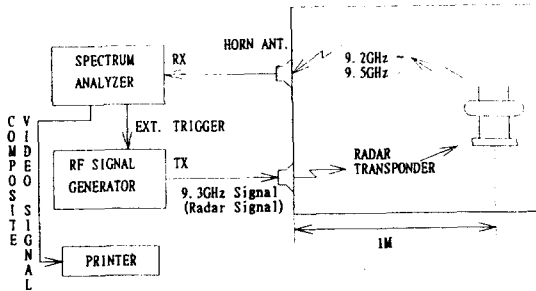 HORN ANT.
RX
SPECTRUM
ANALYZER
9.2GHz ~
9.5GHz
EXT. TRIGGER
RF SIGNAL
GENERATOR
TX
9.3GHz Signal
(Radar Signal)
RADAR
TRANSPONDER
COMPOSITE
VIDEO SIGNAL
1M
PRINTER